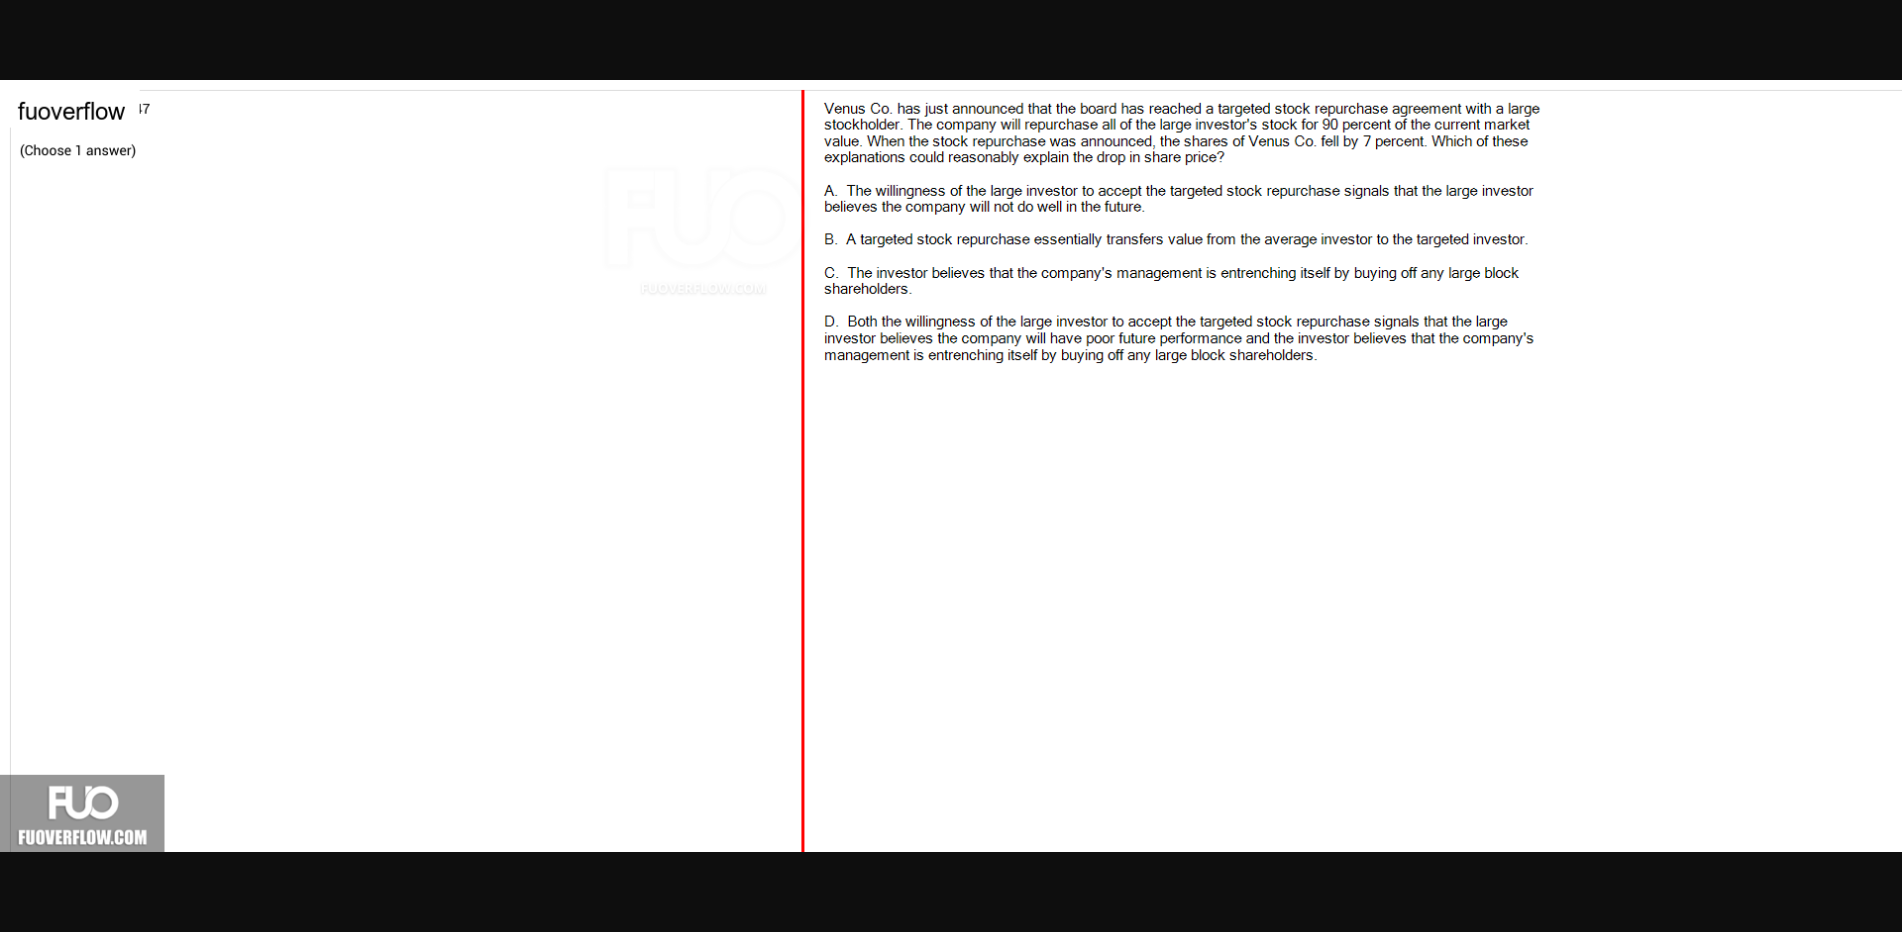 fuoverflow
(Choose 1 answer)
Venus Co. has just announced that the board has reached a targeted stock repurchase agreement with a large
stockholder. The company will repurchase all of the large investor's stock for 90 percent of the current market
value. When the stock repurchase was announced, the shares of Venus Co. fell by 7 percent. Which of these
explanations could reasonably explain the drop in share price?
A. The willingness of the large investor to accept the targeted stock repurchase signals that the large investor
believes the company will not do well in the future.
B. A targeted stock repurchase essentially transfers value from the average investor to the targeted investor.
C. The investor believes that the company's management is entrenching itself by buying off any large block
shareholders.
D. Both the willingness of the large investor to accept the targeted stock repurchase signals that the large
investor believes the company will have poor future performance and the investor believes that the company's
management is entrenching itself by buying off any large block shareholders.
FUO
FUOVERFLOW.COM
FUO
FUOVERFLOW.COM